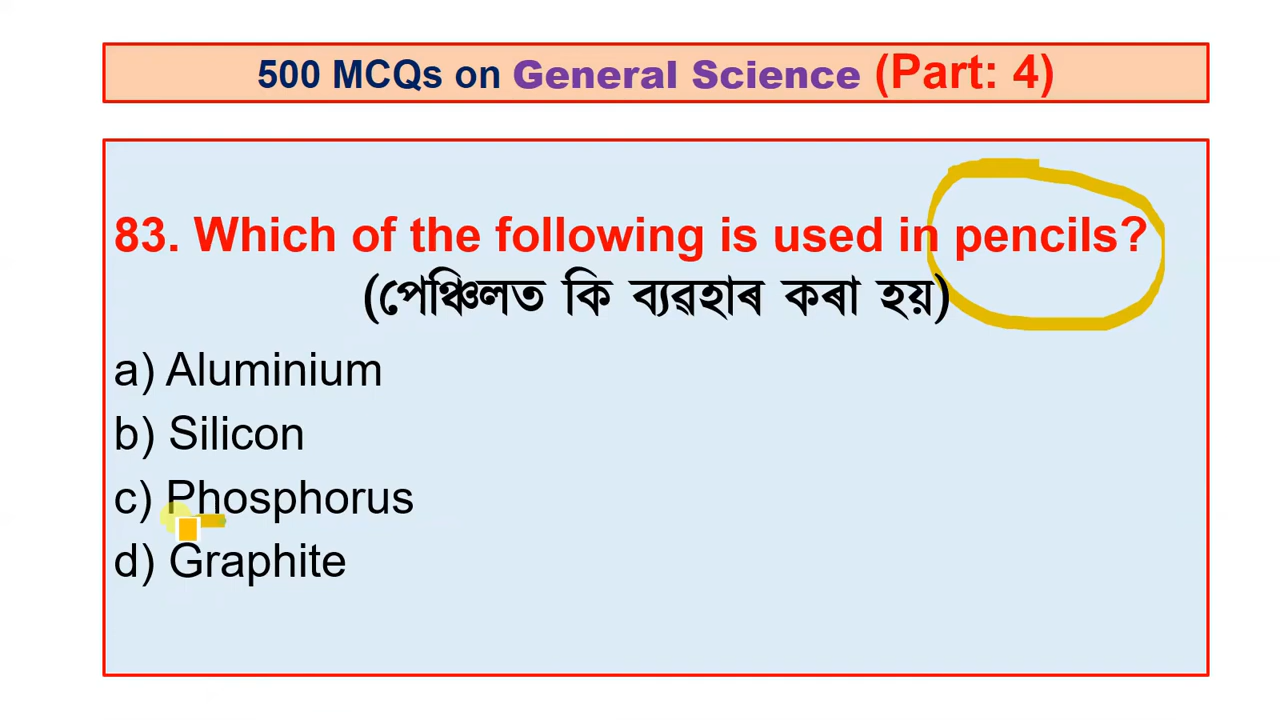 500 MCQs on General Science (Part: 4)
83. Which of the following is used in pencils?
(পেঞ্চিলত কি ব্যৱহাৰ কৰা হয়)
a) Aluminium
b) Silicon
c) Phosphorus
d) Graphite